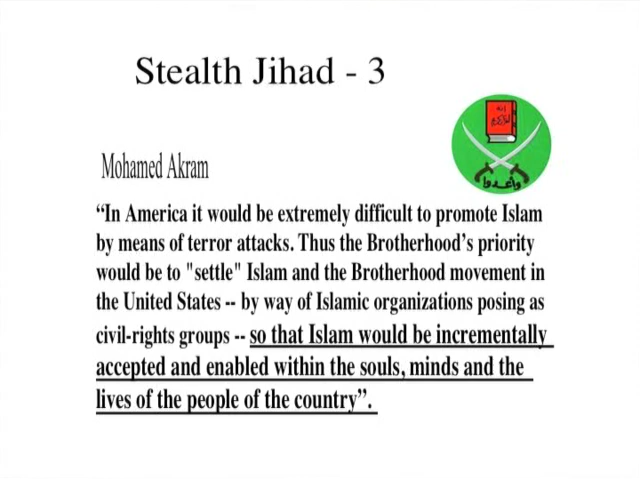 Stealth Jihad - 3
Mohamed Akram
“In America it would be extremely difficult to promote Islam
by means of terror attacks. Thus the Brotherhood’s priority
would be to "settle" Islam and the Brotherhood movement in
the United States -- by way of Islamic organizations posing as
civil-rights groups -- so that Islam would be incrementally
accepted and enabled within the souls, minds and the
lives of the people of the country”.
وأعدوا